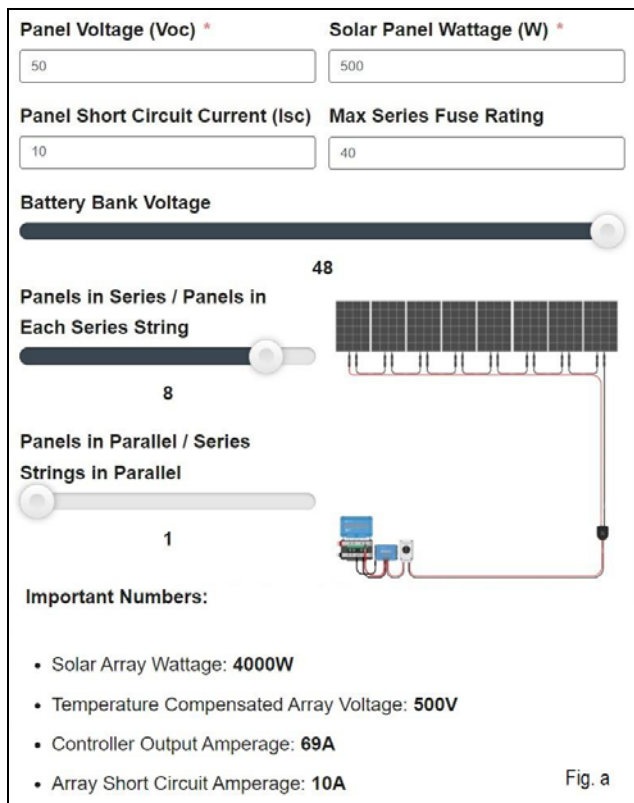 Panel Voltage (Voc) *
Solar Panel Wattage (W) *
50
500
Panel Short Circuit Current (Isc)
Max Series Fuse Rating
10
40
Battery Bank Voltage
48
Panels in Series / Panels in
Each Series String
8
Panels in Parallel / Series
Strings in Parallel
1
Important Numbers:
• Solar Array Wattage: 4000W
• Temperature Compensated Array Voltage: 500V
• Controller Output Amperage: 69A
• Array Short Circuit Amperage: 10A
Fig. a